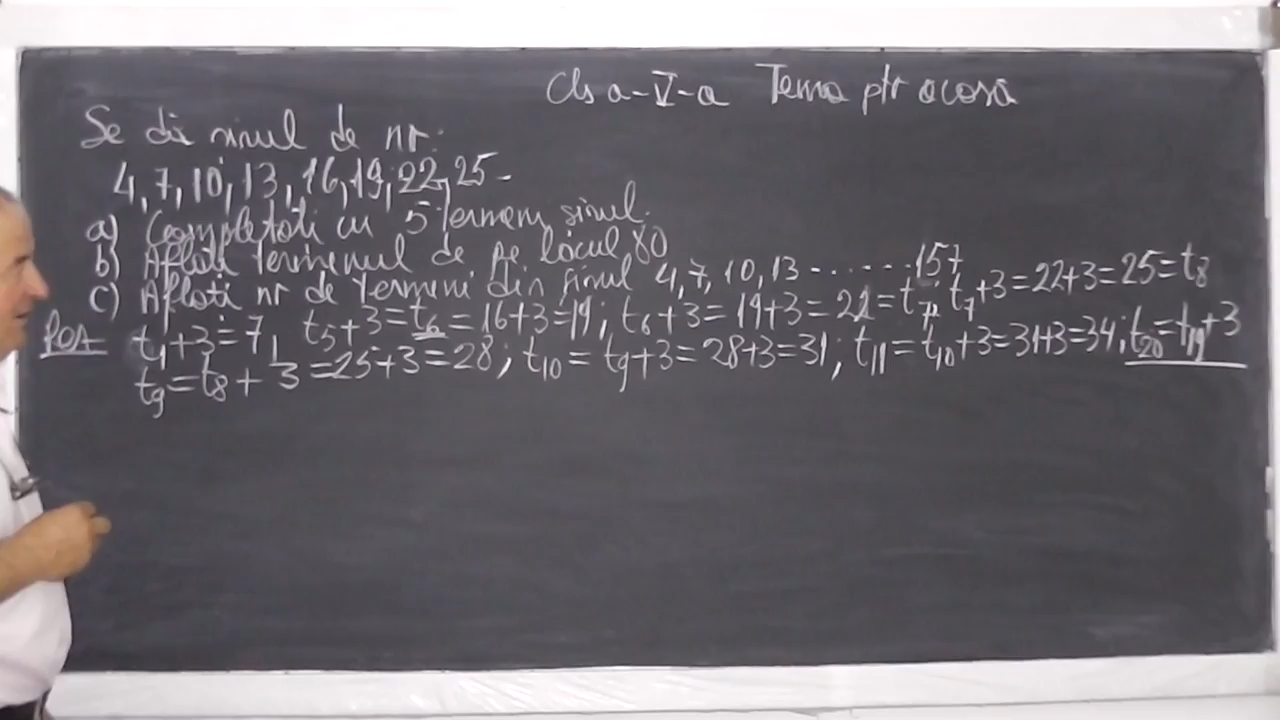 Cls a-V-a Tema ptr acasă
Se dă șirul de nr:
4, 7, 10, 13, 16, 19, 22, 25-
a) Completați cu 5 termeni șirul.
b) Aflați termenul de pe locul 80
c) Aflați nr de termeni din șirul 4, 7, 10, 13 ....... 157
Rez t₁+3=7, t₅+3=t₆=16+3=19; t₆+3=19+3=22=t₇, t₇+3=22+3=25=t₈
t₉=t₈+3=25+3=28; t₁₀=t₉+3=28+3=31; t₁₁=t₁₀+3=31+3=34; t₂₀=t₁₉+3